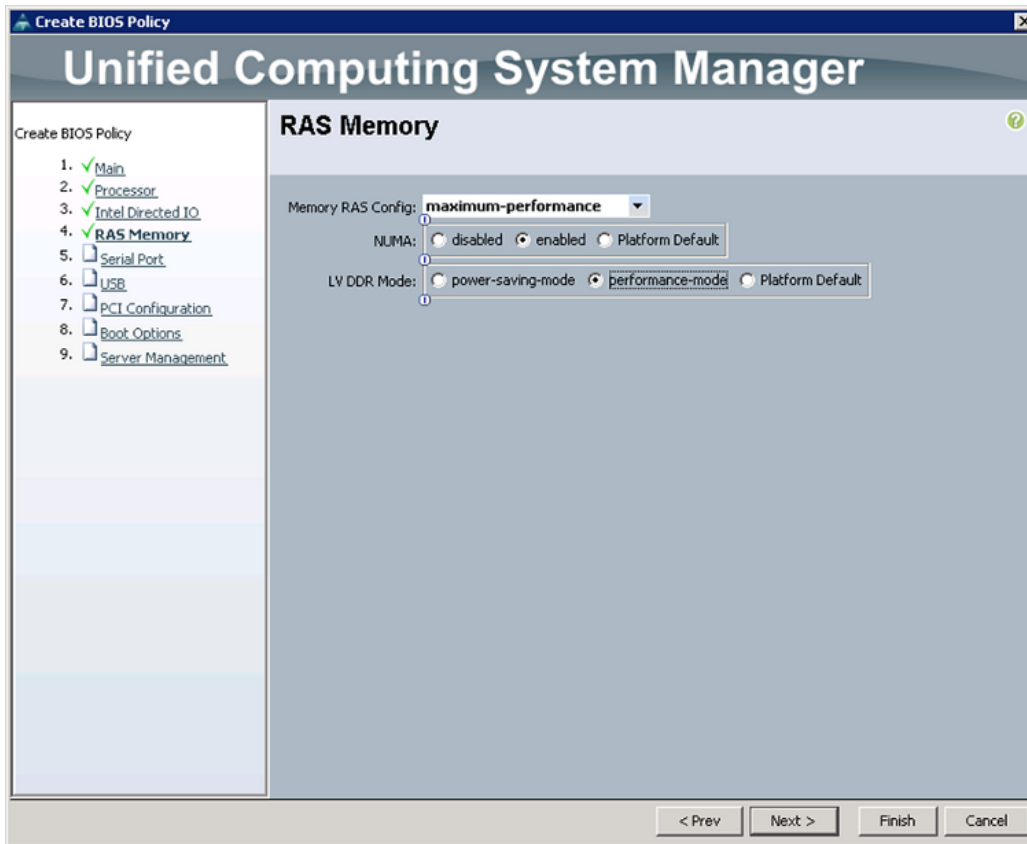 Create BIOS Policy
Unified Computing System Manager
Create BIOS Policy
1. Main
2. Processor
3. Intel Directed IO
4. RAS Memory
5. Serial Port
6. USB
7. PCI Configuration
8. Boot Options
9. Server Management
RAS Memory
Memory RAS Config: maximum-performance
NUMA: disabled enabled Platform Default
LV DDR Mode: power-saving-mode performance-mode Platform Default
< Prev Next > Finish Cancel